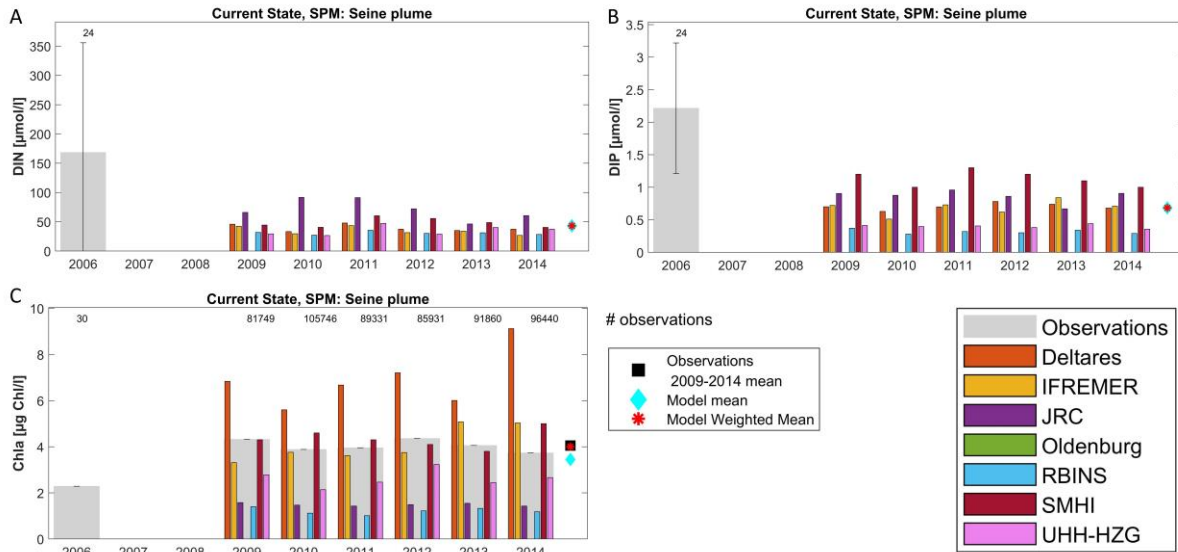 A
Current State, SPM: Seine plume
24
350
300
250
200
150
100
50
0
DIN [µmol/l]
2006 2007 2008 2009 2010 2011 2012 2013 2014
B
Current State, SPM: Seine plume
24
3.5
3
2.5
2
1.5
1
0.5
0
DIP [µmol/l]
2006 2007 2008 2009 2010 2011 2012 2013 2014
C
Current State, SPM: Seine plume
30 81749 105746 89331 85931 91860 96440
10
8
6
4
2
0
Chla [µg Chl/l]
2006 2007 2008 2009 2010 2011 2012 2013 2014
# observations
Observations
2009-2014 mean
Model mean
Model Weighted Mean
Observations
Deltares
IFREMER
JRC
Oldenburg
RBINS
SMHI
UHH-HZG